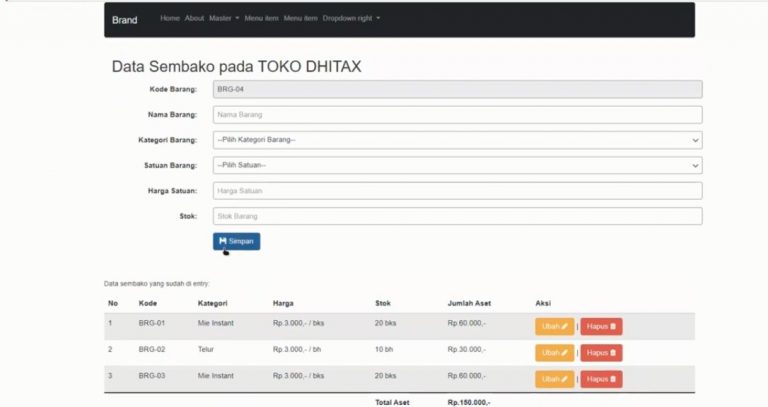 Brand Home About Master Menu item Menu item Dropdown right
Data Sembako pada TOKO DHITAX
Kode Barang: BRG-04
Nama Barang: Nama Barang
Kategori Barang: --Pilih Kategori Barang--
Satuan Barang: --Pilih Satuan--
Harga Satuan: Harga Satuan
Stok: Stok Barang
Simpan
Data sembako yang sudah di entry:
No Kode Kategori Harga Stok Jumlah Aset Aksi
1 BRG-01 Mie Instant Rp.3.000,- / bks 20 bks Rp.60.000,- Ubah | Hapus
2 BRG-02 Telur Rp.3.000,- / bh 10 bh Rp.30.000,- Ubah | Hapus
3 BRG-03 Mie Instant Rp.3.000,- / bks 20 bks Rp.60.000,- Ubah | Hapus
Total Aset Rp.150.000,-